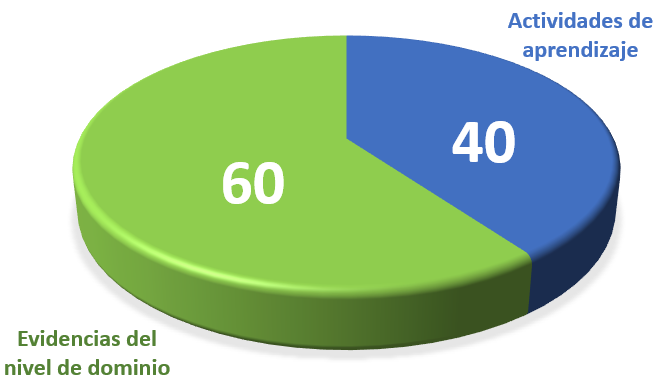 Actividades de
aprendizaje
40
60
Evidencias del
nivel de dominio